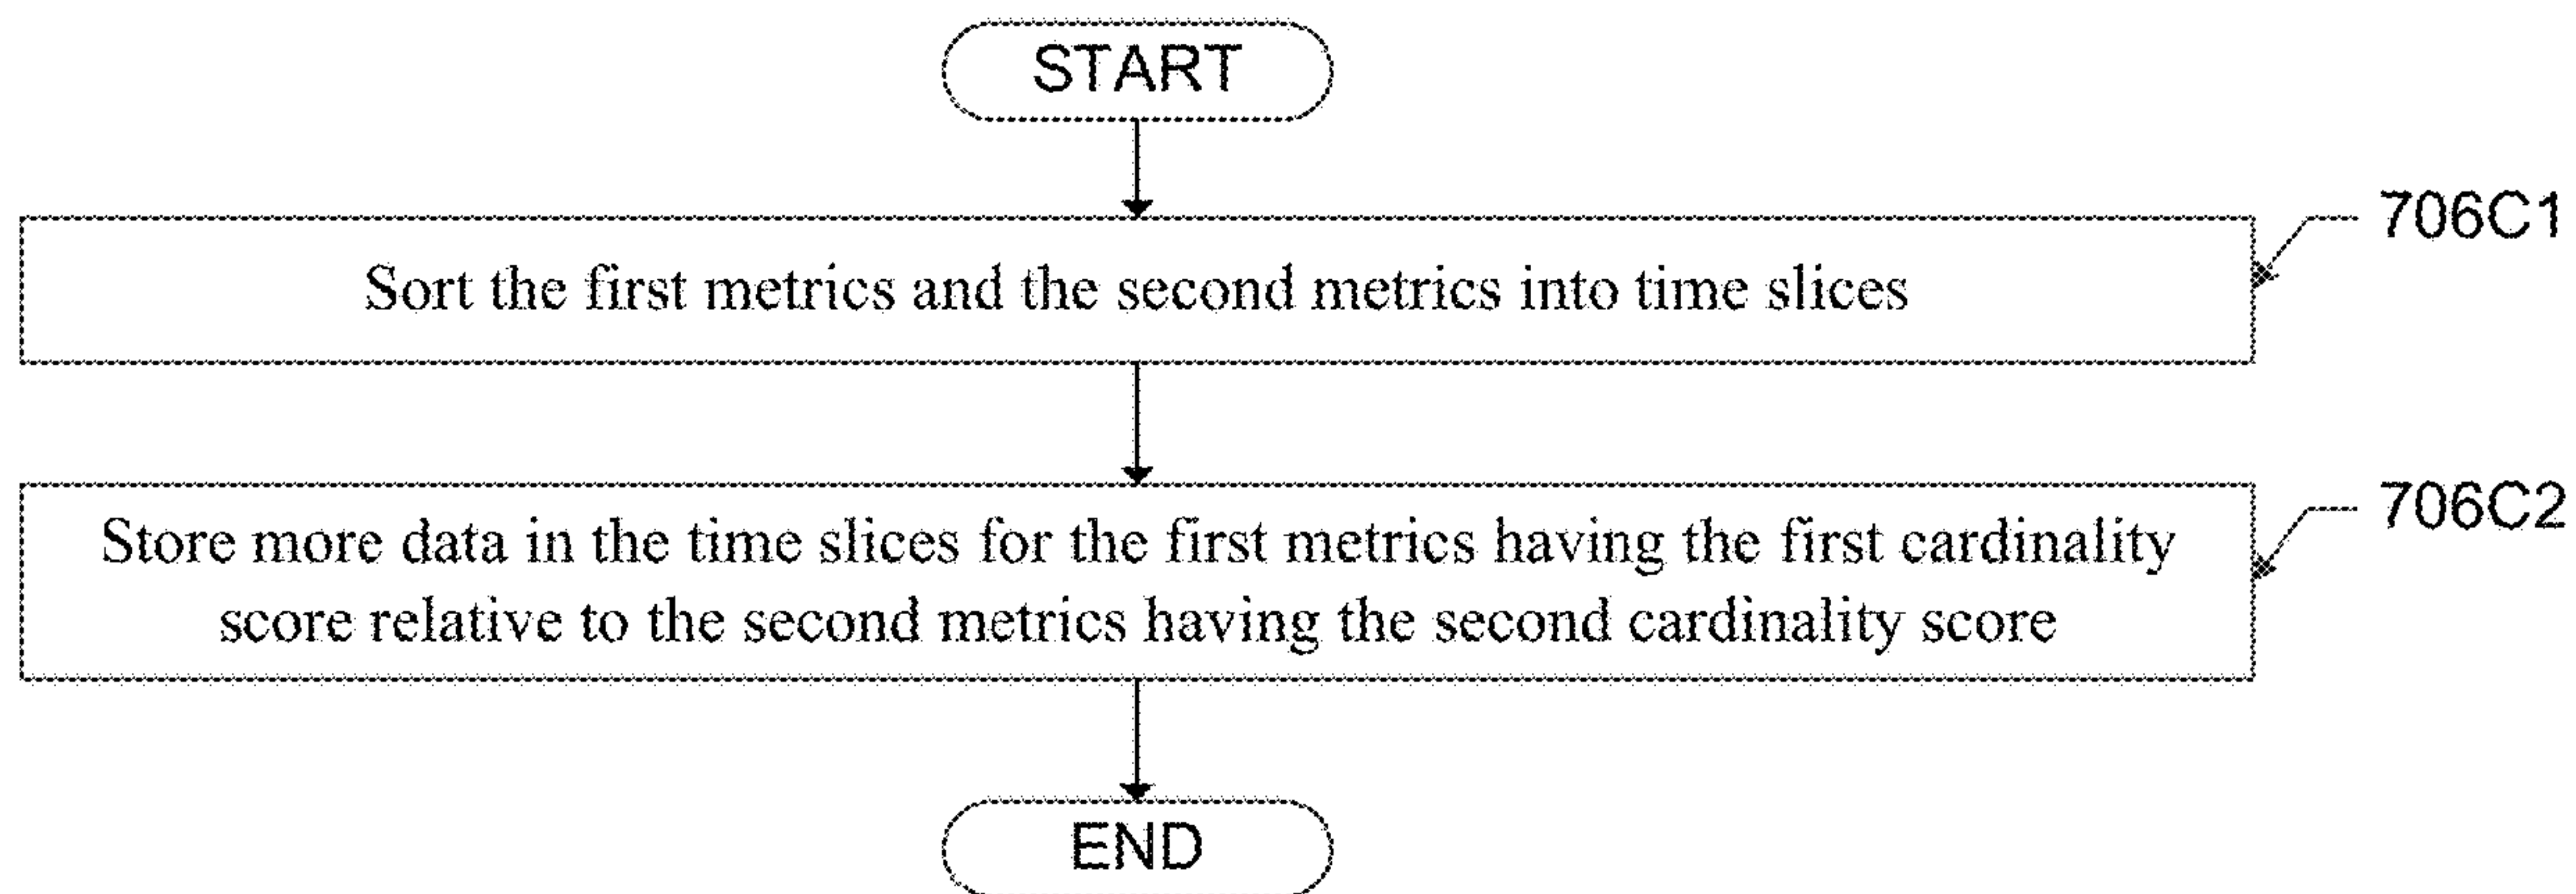 START
Sort the first metrics and the second metrics into time slices
706C1
Store more data in the time slices for the first metrics having the first cardinality
score relative to the second metrics having the second cardinality score
706C2
END